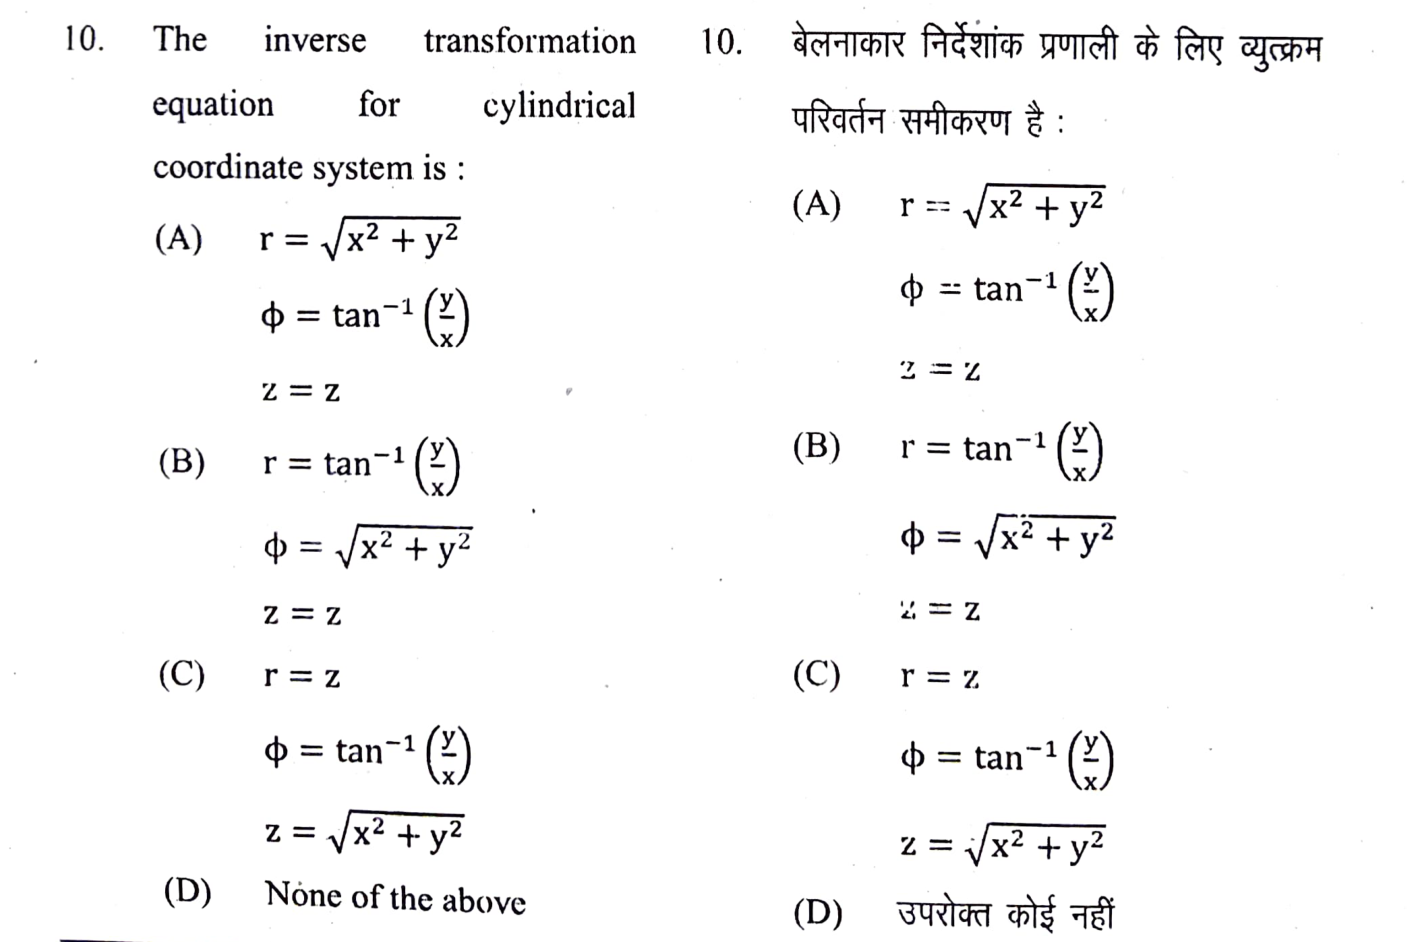 10. The inverse transformation
equation for cylindrical
coordinate system is :
(A) r = √(x² + y²)
ϕ = tan⁻¹ (y/x)
z = z
(B) r = tan⁻¹ (y/x)
ϕ = √(x² + y²)
z = z
(C) r = z
ϕ = tan⁻¹ (y/x)
z = √(x² + y²)
(D) None of the above
10. बेलनाकार निर्देशांक प्रणाली के लिए व्युत्क्रम
परिवर्तन समीकरण है :
(A) r = √(x² + y²)
ϕ = tan⁻¹ (y/x)
z = z
(B) r = tan⁻¹ (y/x)
ϕ = √(x² + y²)
z = z
(C) r = z
ϕ = tan⁻¹ (y/x)
z = √(x² + y²)
(D) उपरोक्त कोई नहीं